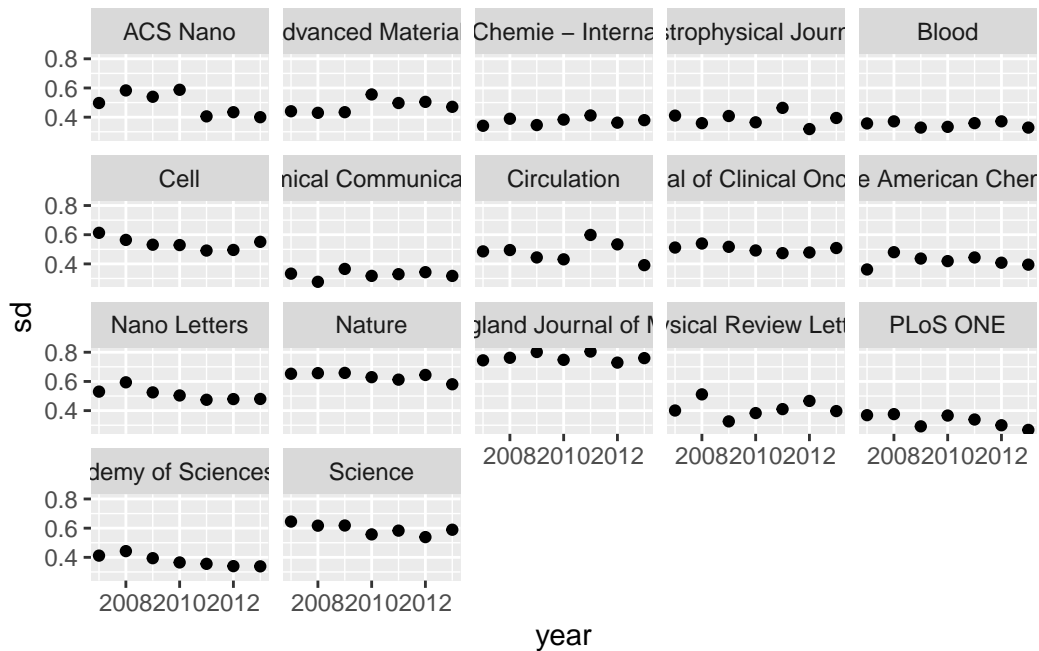 ACS Nano
dvanced Material
Chemie − Interna
strophysical Journ
Blood
0.8
0.6
0.4
Cell
mical Communica
Circulation
al of Clinical Onc
e American Chem
0.8
0.6
0.4
sd
Nano Letters
Nature
gland Journal of M
ysical Review Lett
PLoS ONE
0.8
0.6
0.4
2008 2010 2012
2008 2010 2012
2008 2010 2012
demy of Sciences
Science
0.8
0.6
0.4
2008 2010 2012
2008 2010 2012
year